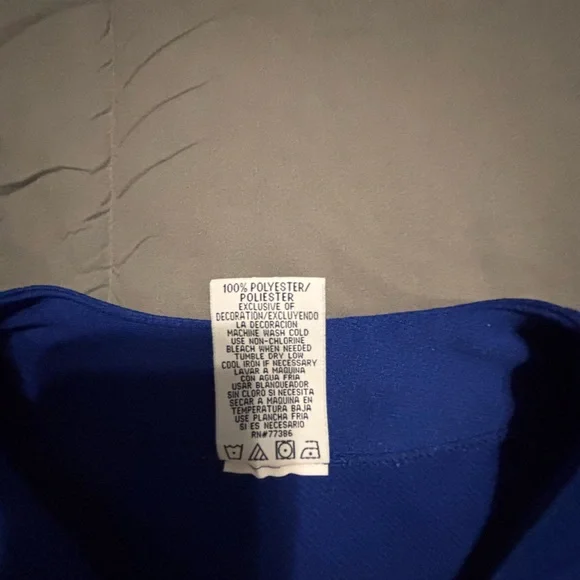 100% POLYESTER/
POLIESTER
EXCLUSIVE OF
DECORATION/EXCLUYENDO
LA DECORACION
MACHINE WASH COLD
USE NON-CHLORINE
BLEACH WHEN NEEDED
TUMBLE DRY LOW
COOL IRON IF NECESSARY
LAVAR A MAQUINA
CON AGUA FRIA
USAR BLANQUEADOR
SIN CLORO SI NECESITA
SECAR A MAQUINA EN
TEMPERATURA BAJA
USE PLANCHA FRIA
SI ES NECESARIO
RN#77386